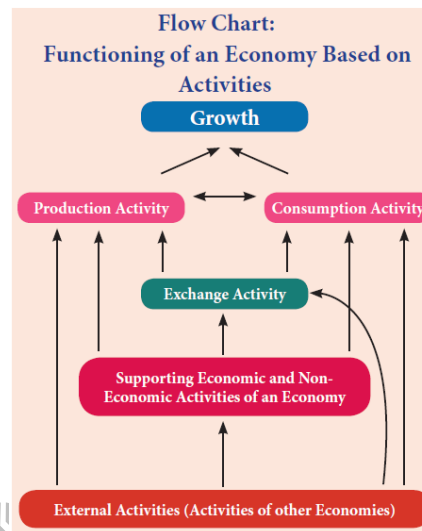 Flow Chart:
Functioning of an Economy Based on
Activities
Growth
Production Activity
Consumption Activity
Exchange Activity
Supporting Economic and Non-
Economic Activities of an Economy
External Activities (Activities of other Economies)